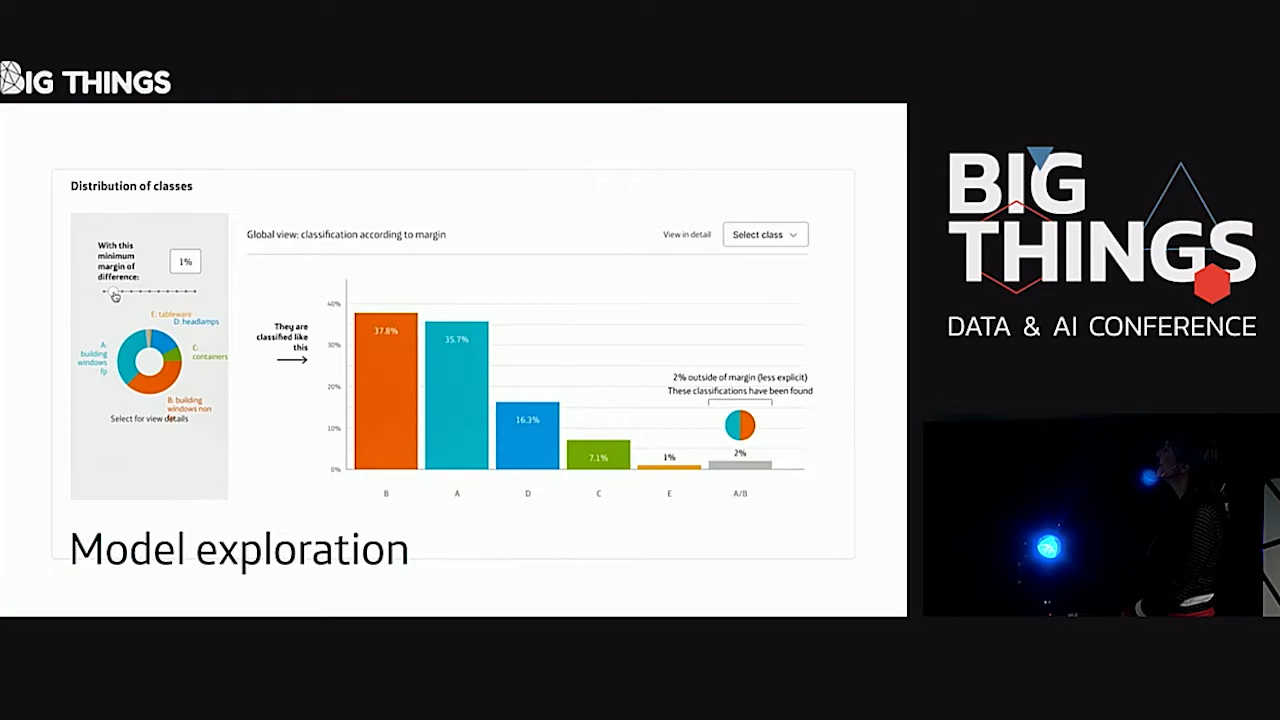 BIG THINGS
Distribution of classes
With this
minimum
margin of
difference:
1%
Global view: classification according to margin
View in detail
Select class
E: tableware
D: headlamps
A:
building
windows
fp
C:
containers
B: building
windows non
Select for view details
They are
classified like
this
40%
30%
20%
10%
0%
37.8%
35.7%
16.3%
7.1%
1%
2%
2% outside of margin (less explicit)
These classifications have been found
B
A
D
C
E
A/B
Model exploration
BIG
THINGS
DATA & AI CONFERENCE